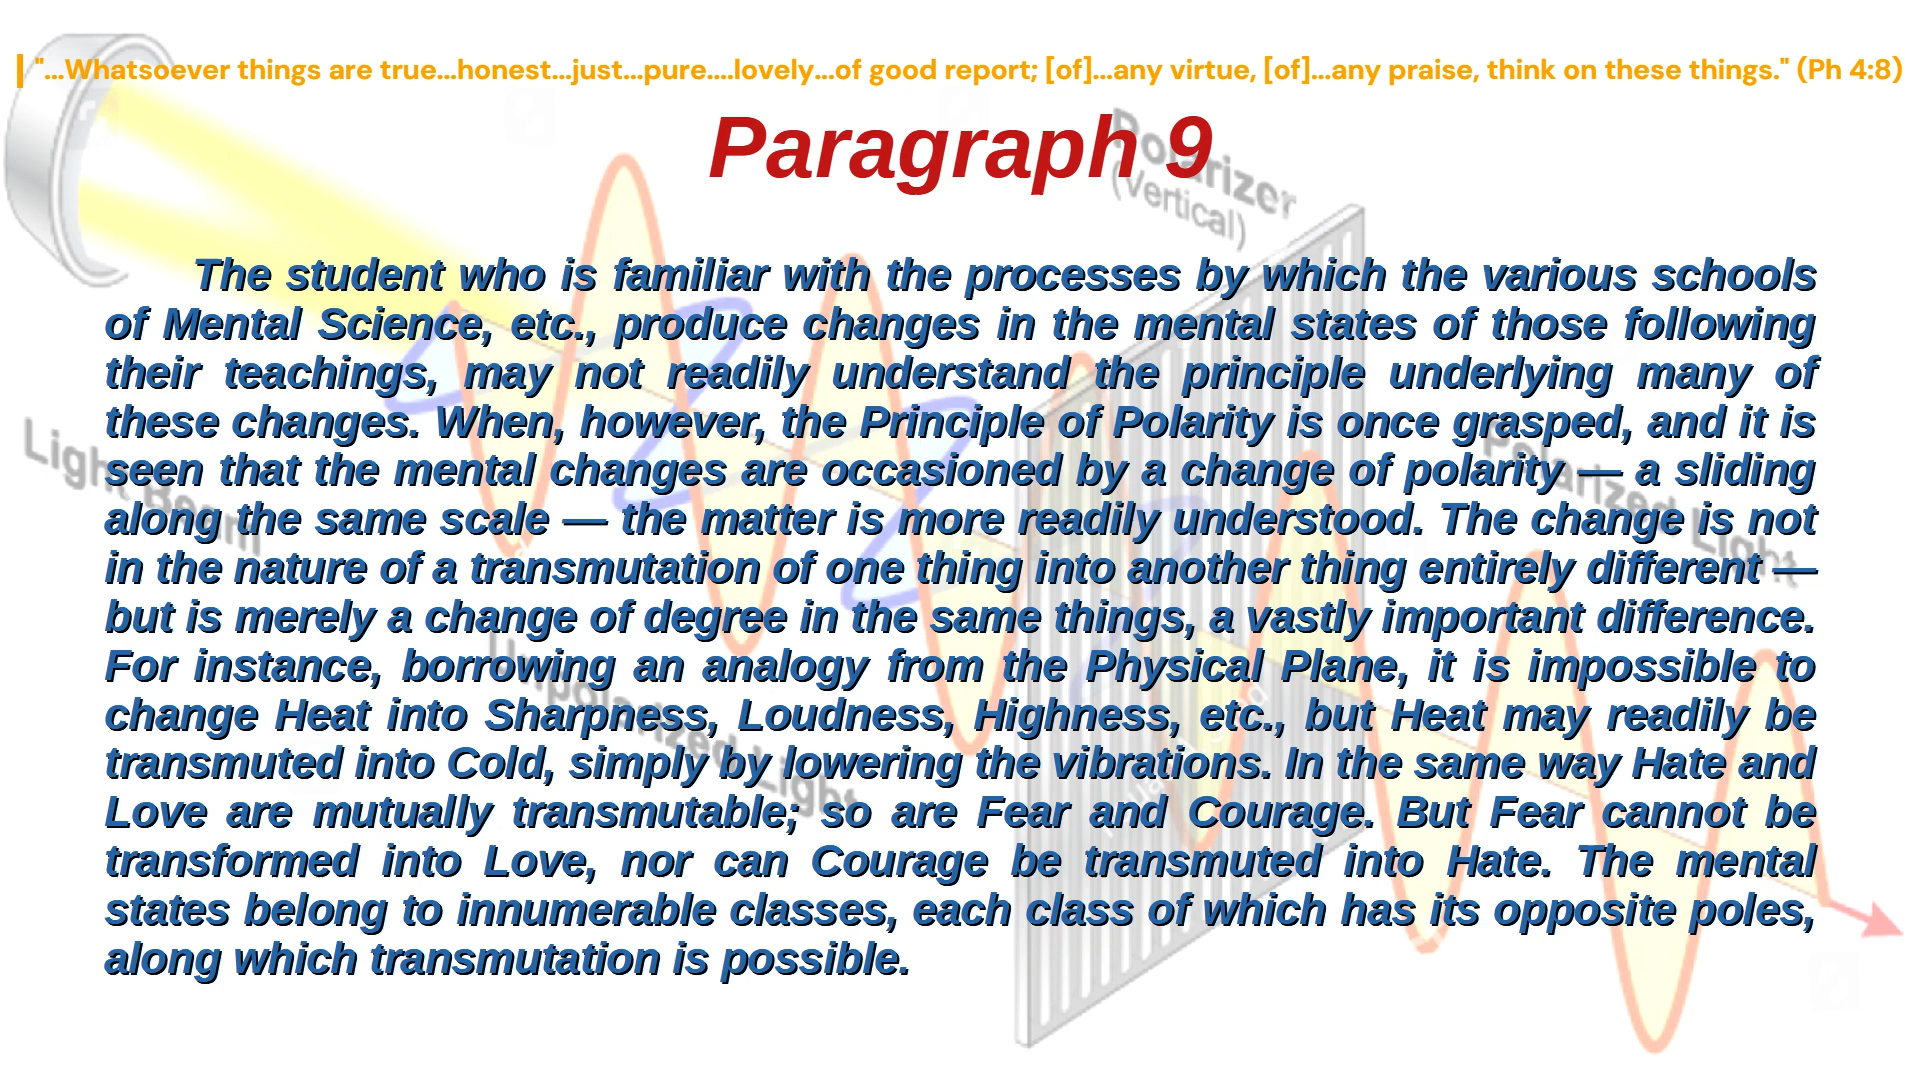 "...Whatsoever things are true...honest...just...pure....lovely...of good report; [of]...any virtue, [of]...any praise, think on these things." (Ph 4:8)
Paragraph 9
Polarizer
(Vertical)
The student who is familiar with the processes by which the various schools
of Mental Science, etc., produce changes in the mental states of those following
their teachings, may not readily understand the principle underlying many of
these changes. When, however, the Principle of Polarity is once grasped, and it is
seen that the mental changes are occasioned by a change of polarity — a sliding
along the same scale — the matter is more readily understood. The change is not
in the nature of a transmutation of one thing into another thing entirely different —
but is merely a change of degree in the same things, a vastly important difference.
For instance, borrowing an analogy from the Physical Plane, it is impossible to
change Heat into Sharpness, Loudness, Highness, etc., but Heat may readily be
transmuted into Cold, simply by lowering the vibrations. In the same way Hate and
Love are mutually transmutable; so are Fear and Courage. But Fear cannot be
transformed into Love, nor can Courage be transmuted into Hate. The mental
states belong to innumerable classes, each class of which has its opposite poles,
along which transmutation is possible.
Light Beam
Polarized Light
Unpolarized Light